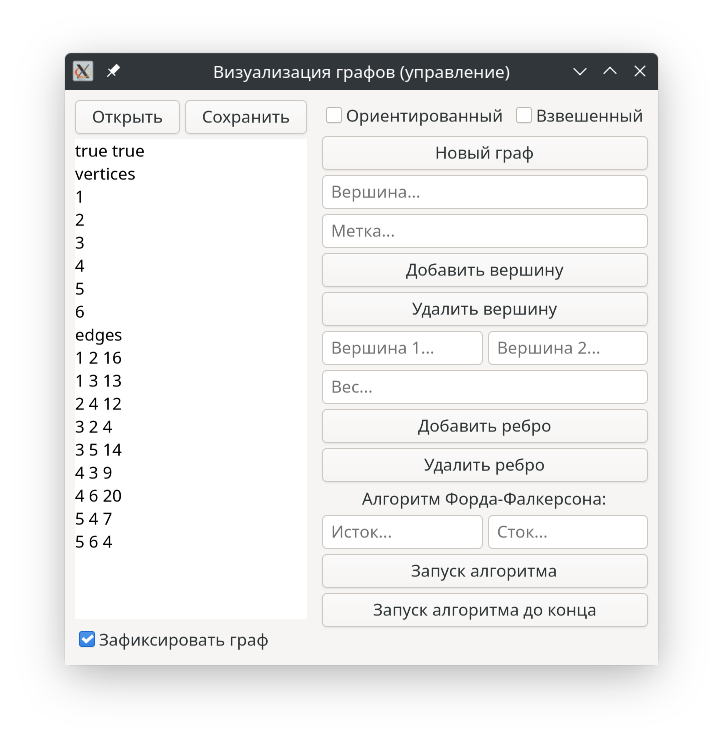 Визуализация графов (управление)
Открыть
Сохранить
true true
vertices
1
2
3
4
5
6
edges
1 2 16
1 3 13
2 4 12
3 2 4
3 5 14
4 3 9
4 6 20
5 4 7
5 6 4
Зафиксировать граф
Ориентированный
Взвешенный
Новый граф
Вершина...
Метка...
Добавить вершину
Удалить вершину
Вершина 1...
Вершина 2...
Вес...
Добавить ребро
Удалить ребро
Алгоритм Форда-Фалкерсона:
Исток...
Сток...
Запуск алгоритма
Запуск алгоритма до конца